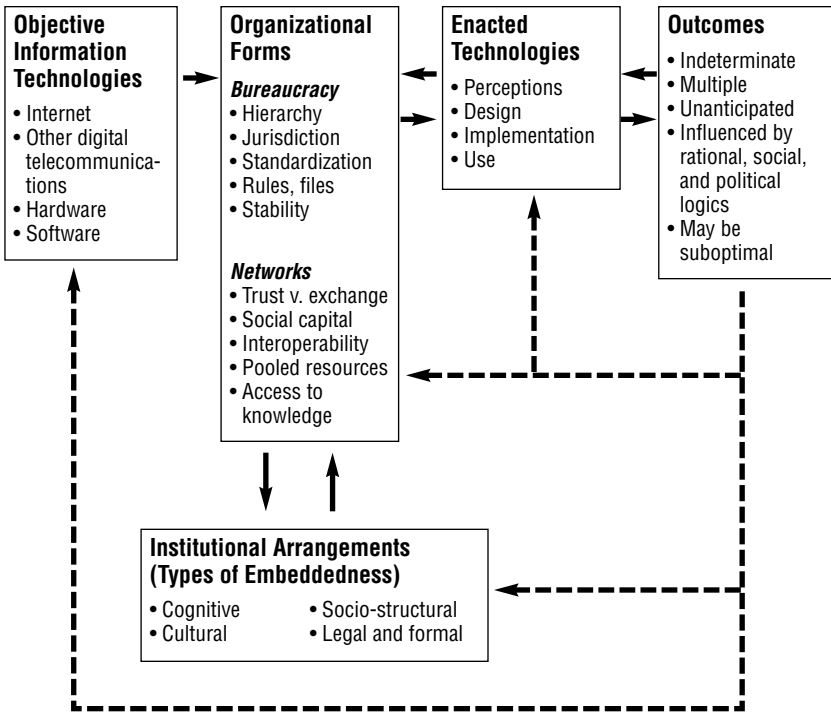 Objective
Information
Technologies
• Internet
• Other digital
telecommunica-
tions
• Hardware
• Software
Organizational
Forms
Bureaucracy
• Hierarchy
• Jurisdiction
• Standardization
• Rules, files
• Stability
Networks
• Trust v. exchange
• Social capital
• Interoperability
• Pooled resources
• Access to
knowledge
Enacted
Technologies
• Perceptions
• Design
• Implementation
• Use
Outcomes
• Indeterminate
• Multiple
• Unanticipated
• Influenced by
rational, social,
and political
logics
• May be
suboptimal
Institutional Arrangements
(Types of Embeddedness)
• Cognitive
• Cultural
• Socio-structural
• Legal and formal